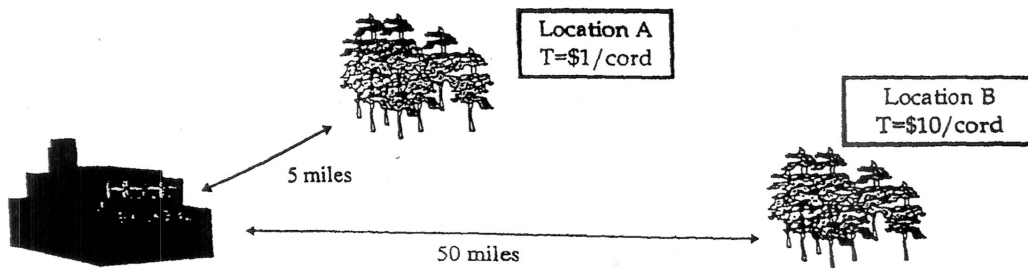 Location A
T=$1/cord
Location B
T=$10/cord
5 miles
50 miles